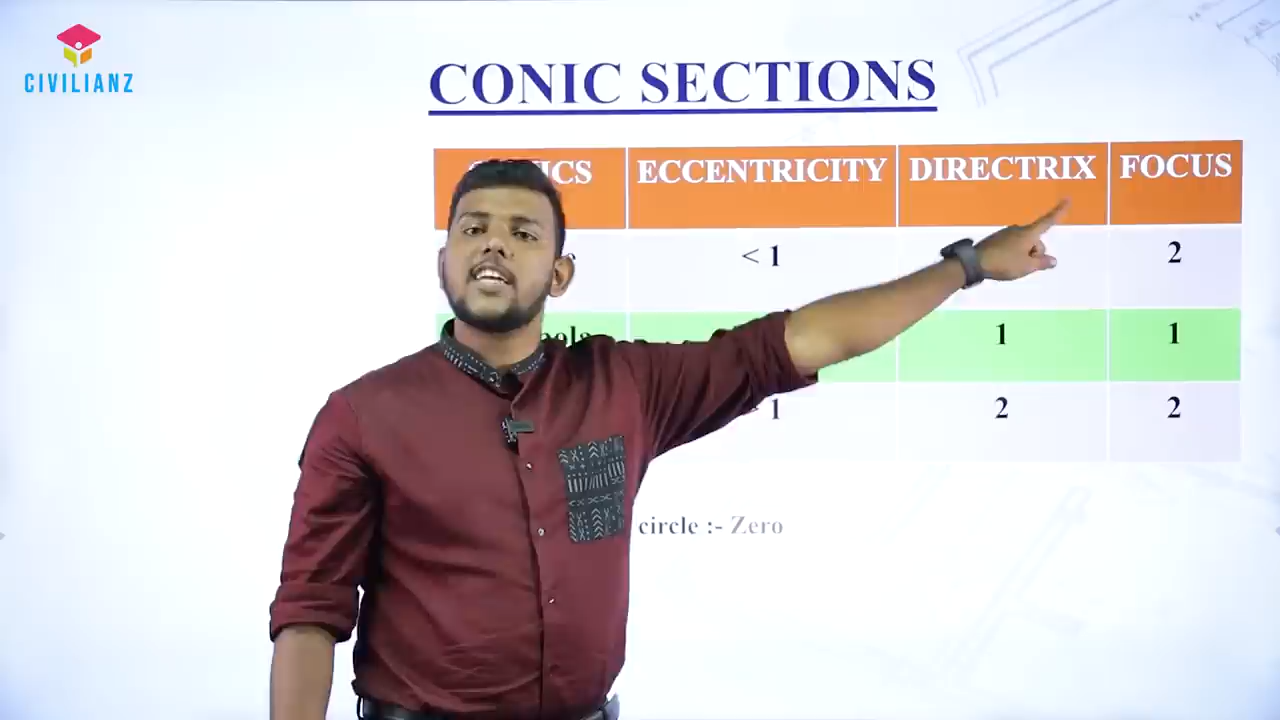 CIVILIANZ
CONIC SECTIONS
ECCENTRICITY DIRECTRIX FOCUS
< 1 2
1 1
1 2 2
circle :- Zero